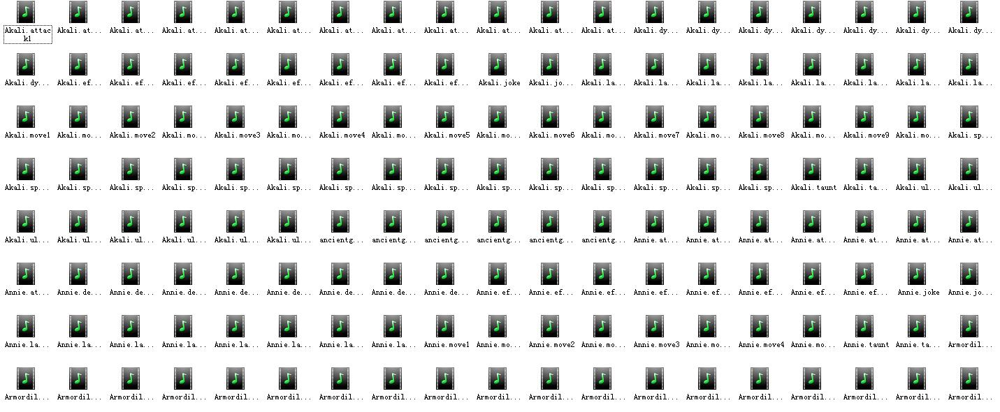 Akali.attac Akali.at... Akali.at... Akali.at... Akali.at... Akali.at... Akali.at... Akali.at... Akali.at... Akali.at... Akali.at... Akali.at... Akali.dy... Akali.dy... Akali.dy... Akali.dy... Akali.dy... Akali.dy... Akali.dy...
k1
Akali.dy... Akali.ef... Akali.ef... Akali.ef... Akali.ef... Akali.ef... Akali.ef... Akali.ef... Akali.ef... Akali.joke Akali.jo... Akali.la... Akali.la... Akali.la... Akali.la... Akali.la... Akali.la... Akali.la... Akali.la...
Akali.move1 Akali.mo... Akali.move2 Akali.mo... Akali.move3 Akali.mo... Akali.move4 Akali.mo... Akali.move5 Akali.mo... Akali.move6 Akali.mo... Akali.move7 Akali.mo... Akali.move8 Akali.mo... Akali.move9 Akali.mo... Akali.sp...
Akali.sp... Akali.sp... Akali.sp... Akali.sp... Akali.sp... Akali.sp... Akali.sp... Akali.sp... Akali.sp... Akali.sp... Akali.sp... Akali.sp... Akali.sp... Akali.sp... Akali.sp... Akali.taunt Akali.ta... Akali.ul... Akali.ul...
Akali.ul... Akali.ul... Akali.ul... Akali.ul... Akali.ul... Akali.ul... ancientg... ancientg... ancientg... ancientg... ancientg... ancientg... Annie.at... Annie.at... Annie.at... Annie.at... Annie.at... Annie.at... Annie.at...
Annie.at... Annie.de... Annie.de... Annie.de... Annie.de... Annie.de... Annie.de... Annie.de... Annie.de... Annie.ef... Annie.ef... Annie.ef... Annie.ef... Annie.ef... Annie.ef... Annie.ef... Annie.ef... Annie.joke Annie.jo...
Annie.la... Annie.la... Annie.la... Annie.la... Annie.la... Annie.la... Annie.la... Annie.la... Annie.move1 Annie.mo... Annie.move2 Annie.mo... Annie.move3 Annie.mo... Annie.move4 Annie.mo... Annie.taunt Annie.ta... Armordil...
Armordil... Armordil... Armordil... Armordil... Armordil... Armordil... Armordil... Armordil... Armordil... Armordil... Armordil... Armordil... Armordil... Armordil... Armordil... Armordil... Armordil... Armordil... Armordil...